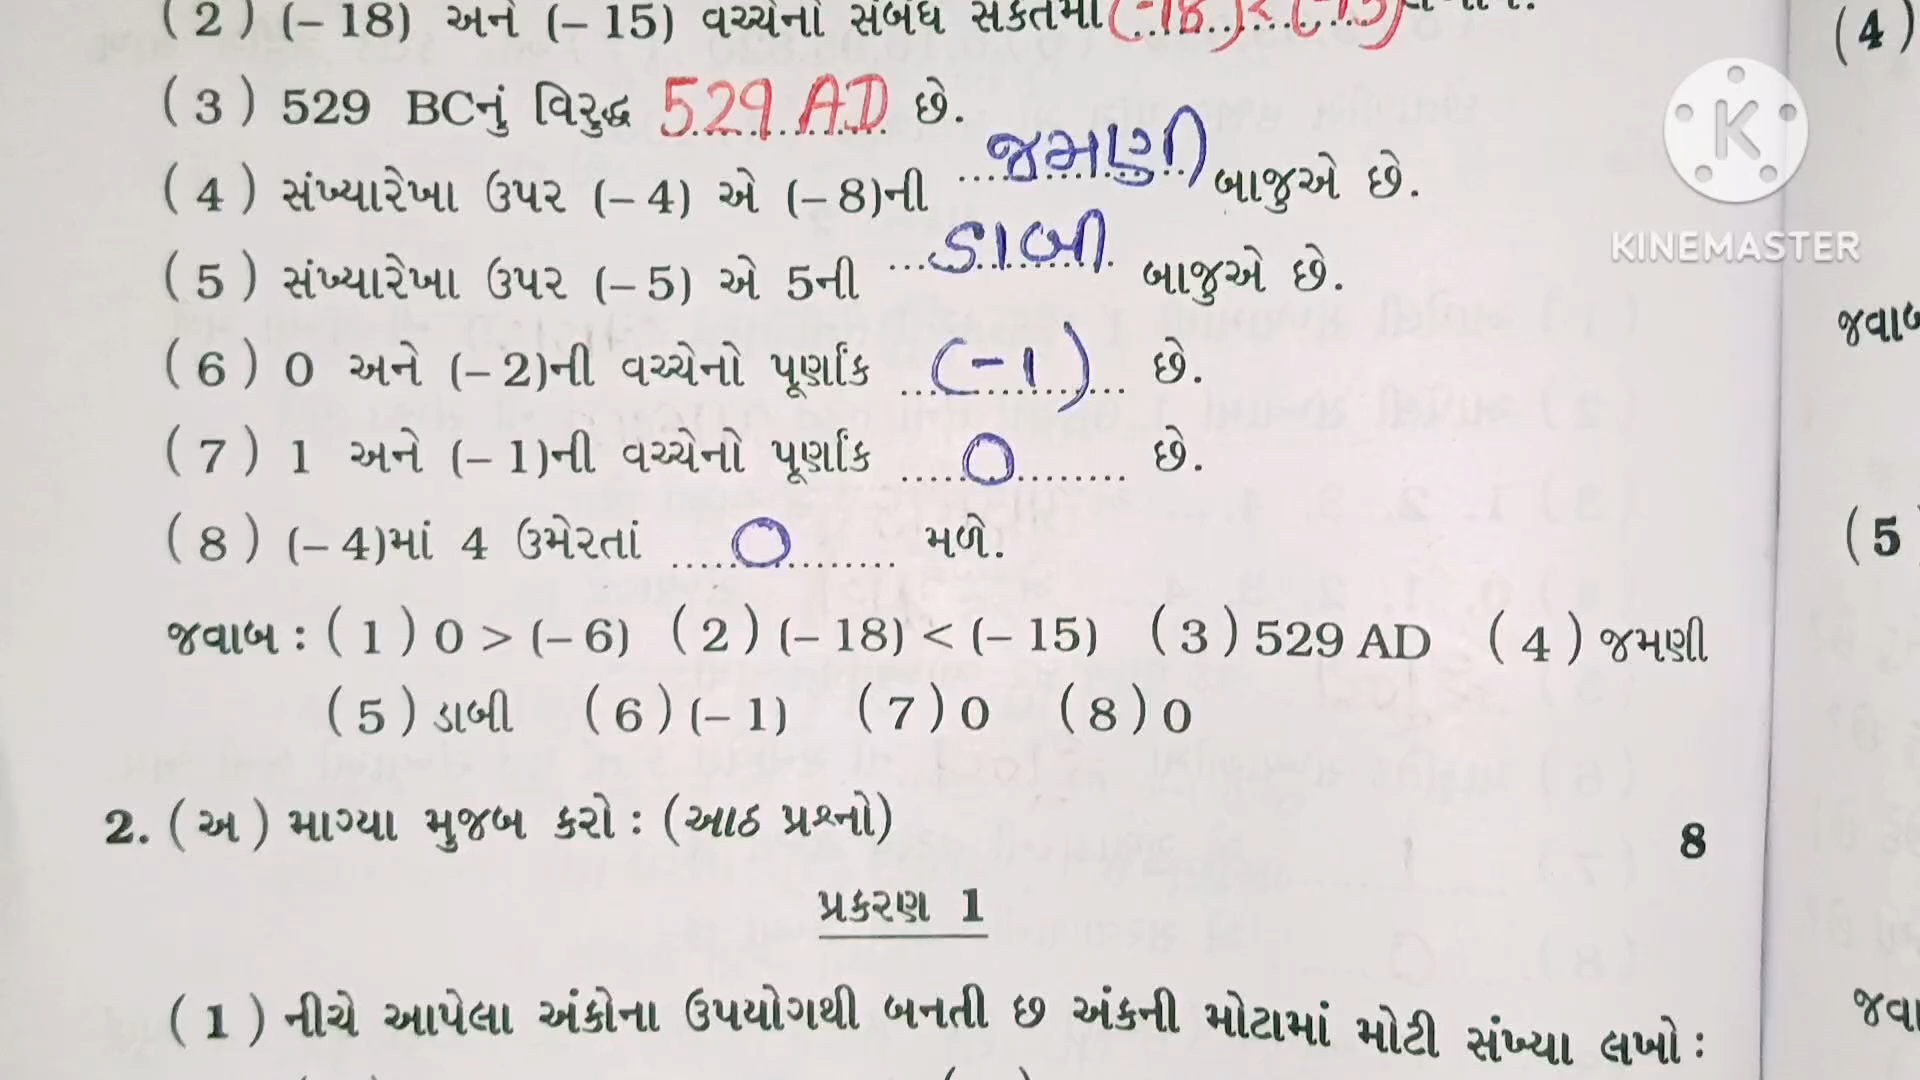 (2) (– 18) અને (– 15) વચ્ચેનો સંબંધ સંકેતમાં (-18) < (-15)
(3) 529 BCનું વિરુદ્ધ 529 AD છે.
(4) સંખ્યારેખા ઉપર (– 4) એ (– 8)ની જમણી બાજુએ છે.
(5) સંખ્યારેખા ઉપર (– 5) એ 5ની ડાબી બાજુએ છે.
(6) 0 અને (– 2)ની વચ્ચેનો પૂર્ણાંક (-1) છે.
(7) 1 અને (– 1)ની વચ્ચેનો પૂર્ણાંક 0 છે.
(8) (– 4)માં 4 ઉમેરતાં 0 મળે.
જવાબ : (1) 0 > (– 6) (2) (– 18) < (– 15) (3) 529 AD (4) જમણી
(5) ડાબી (6) (– 1) (7) 0 (8) 0
2. (અ) માગ્યા મુજબ કરો : (આઠ પ્રશ્નો) 8
પ્રકરણ 1
(1) નીચે આપેલા અંકોના ઉપયોગથી બનતી છ અંકની મોટામાં મોટી સંખ્યા લખો :
(4)
(5
K
KINEMASTER